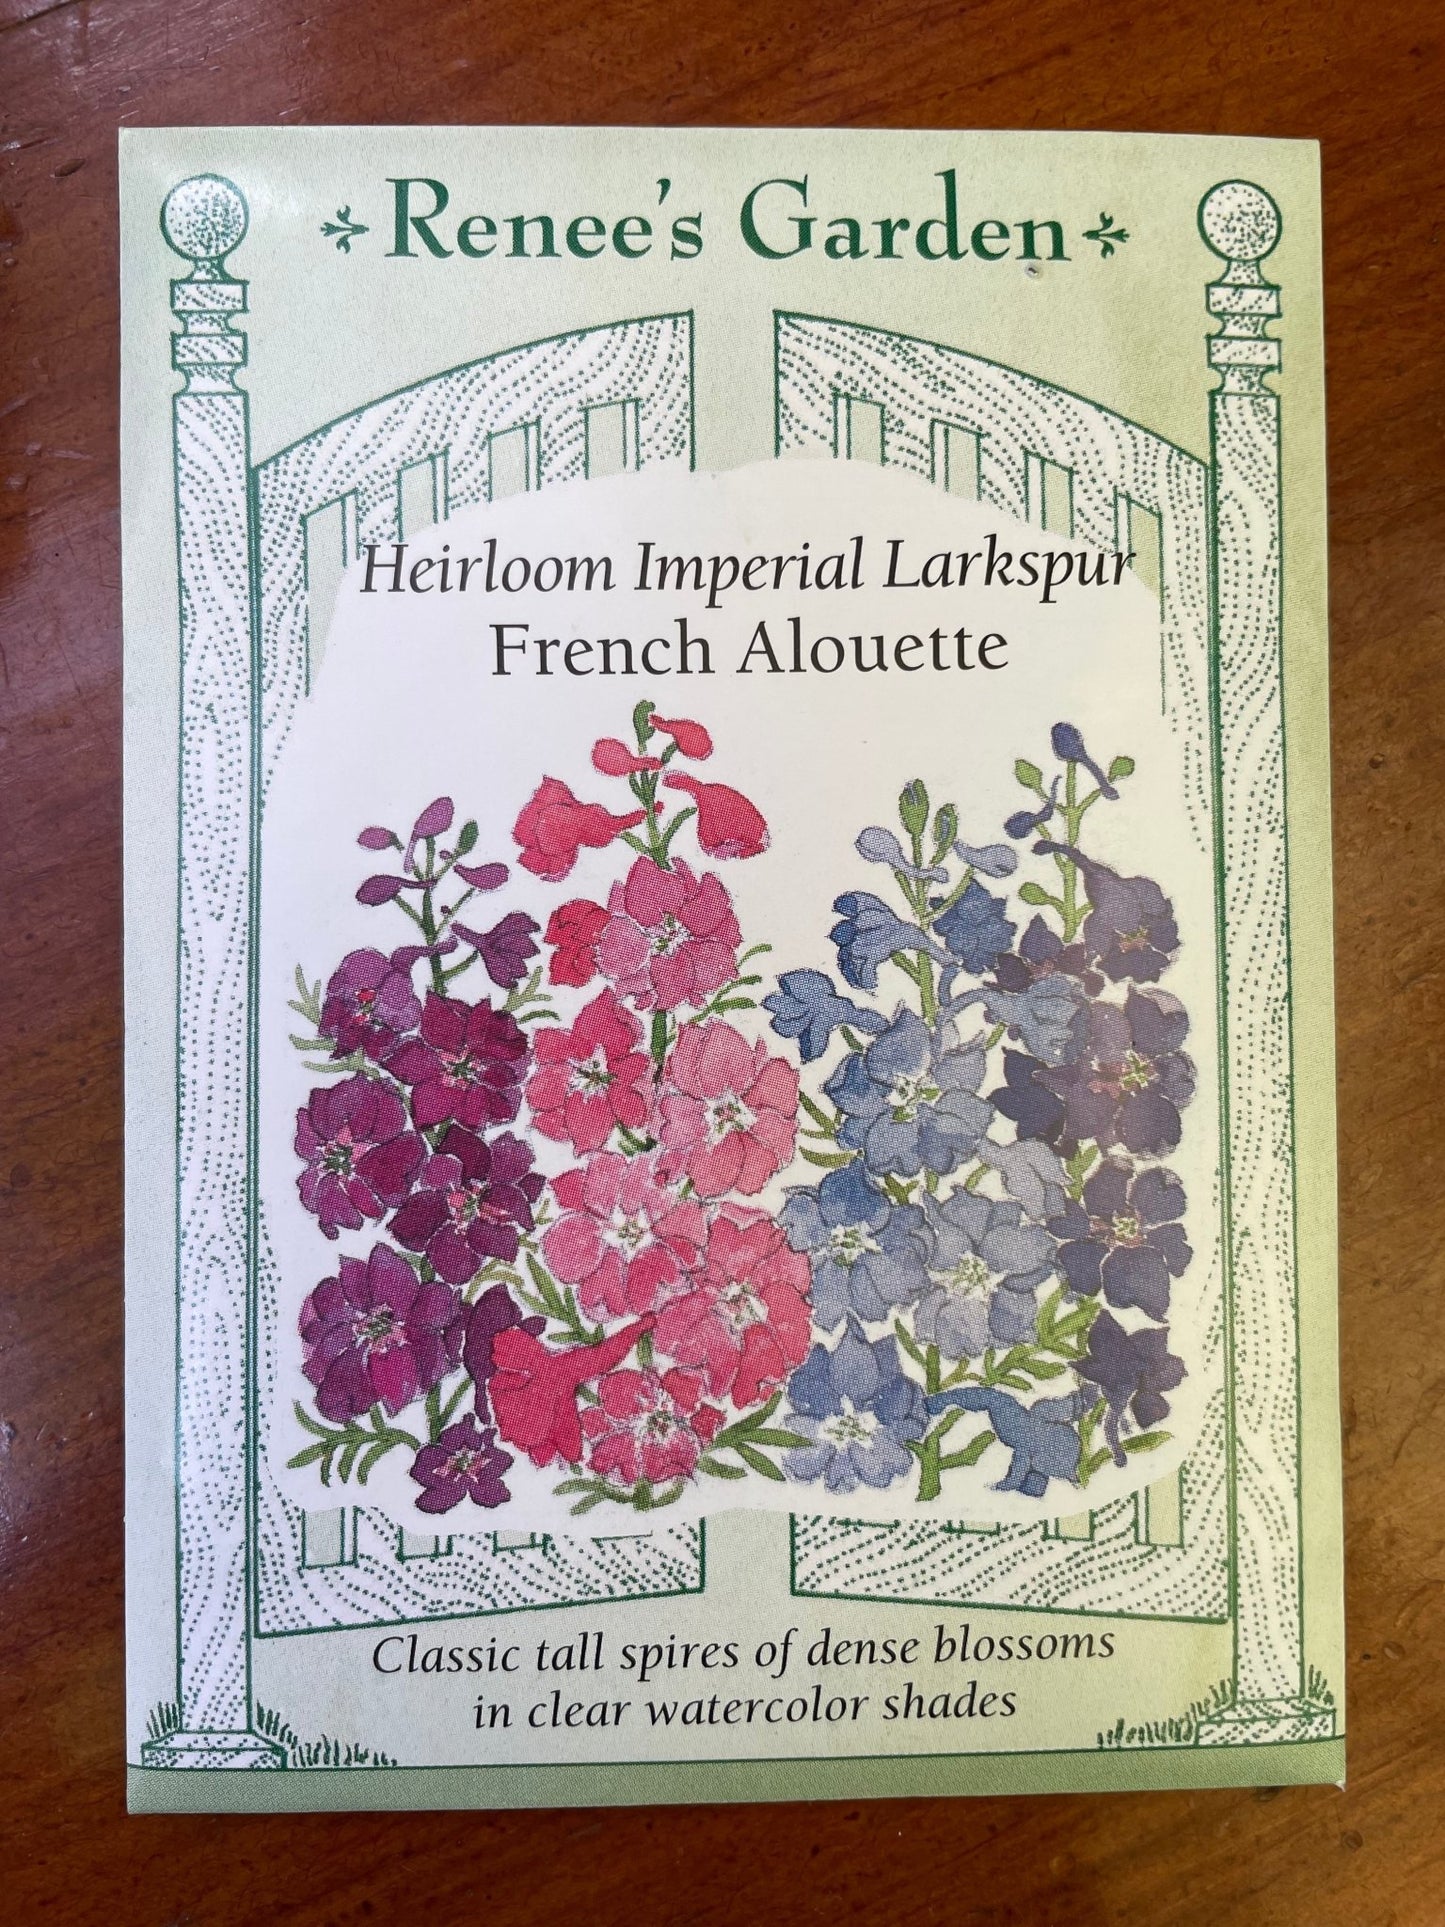 Renee's Garden
Heirloom Imperial Larkspur
French Alouette
Classic tall spires of dense blossoms
in clear watercolor shades